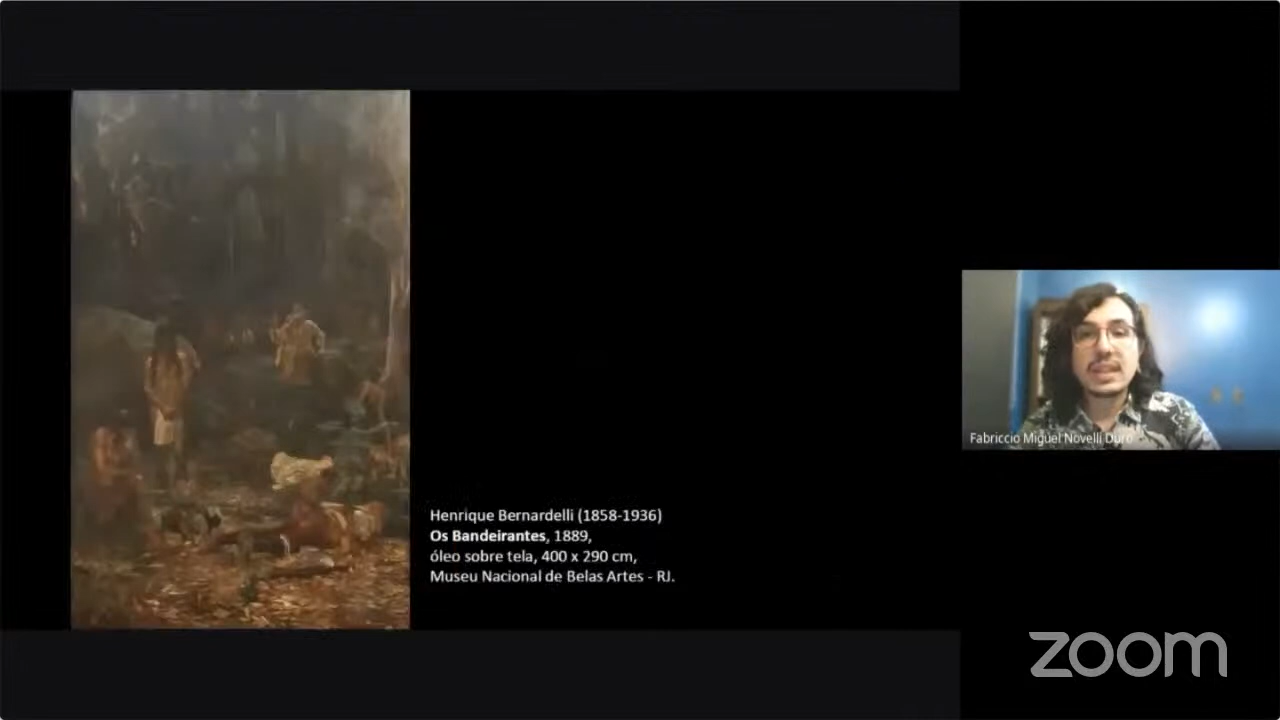 Henrique Bernardelli (1858-1936)
Os Bandeirantes, 1889,
óleo sobre tela, 400 x 290 cm,
Museu Nacional de Belas Artes - RJ.
Fabriccio Miguel Novelli Duro
zoom